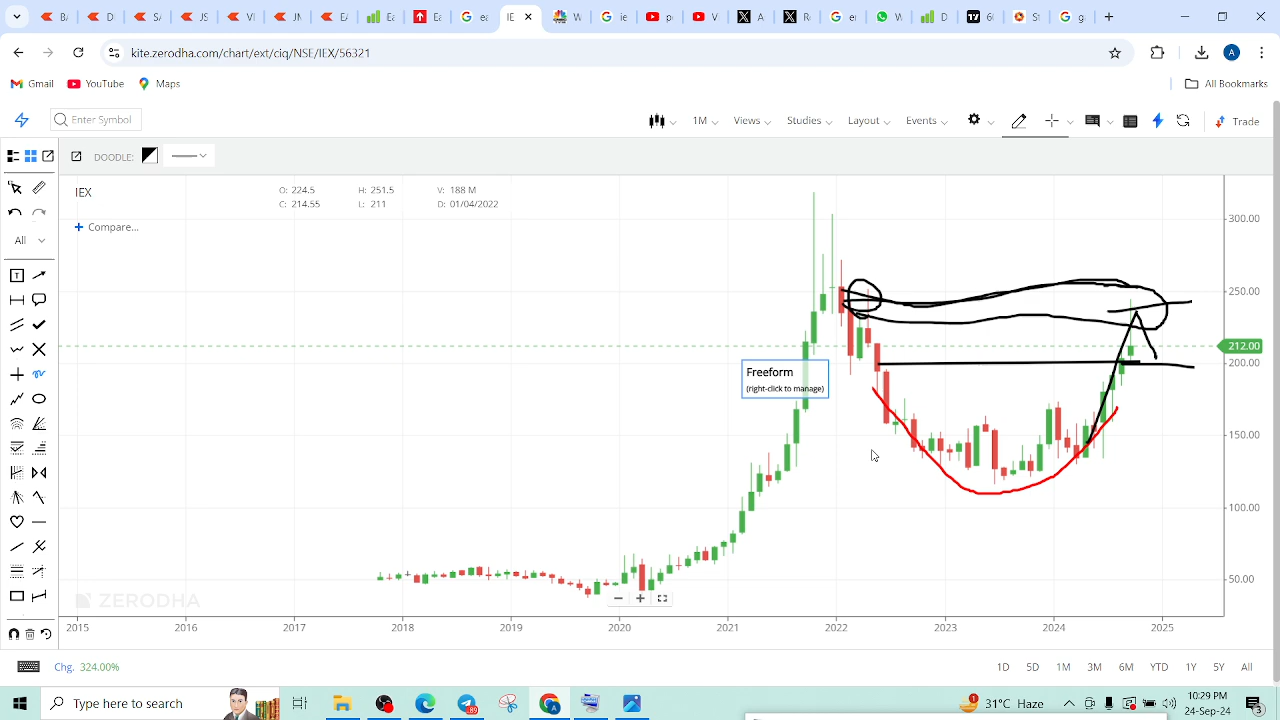 kite.zerodha.com/chart/ext/ciq/NSE/IEX/56321
Gmail YouTube Maps All Bookmarks
Enter Symbol 1M Views Studies Layout Events Trade
DOODLE:
IEX O: 224.5 H: 251.5 V: 188 M
C: 214.55 L: 211 D: 01/04/2022
Compare...
All
300.00
250.00
212.00
200.00
150.00
100.00
50.00
Freeform
(right-click to manage)
ZERODHA
2015 2016 2017 2018 2019 2020 2021 2022 2023 2024 2025
Chg. 324.00% 1D 5D 1M 3M 6M YTD 1Y 5Y All
Type here to search 31°C Haze 10:29 PM
24-Sep-24